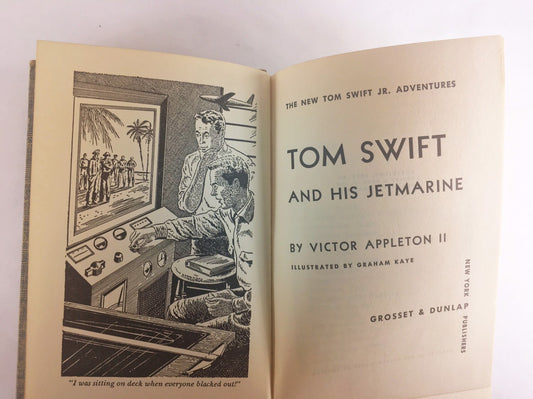 "I was sitting on deck when everyone blacked out!"
THE NEW TOM SWIFT JR. ADVENTURES
TOM SWIFT
AND HIS JETMARINE
BY VICTOR APPLETON II
ILLUSTRATED BY GRAHAM KAYE
GROSSET & DUNLAP
PUBLISHERS
NEW YORK